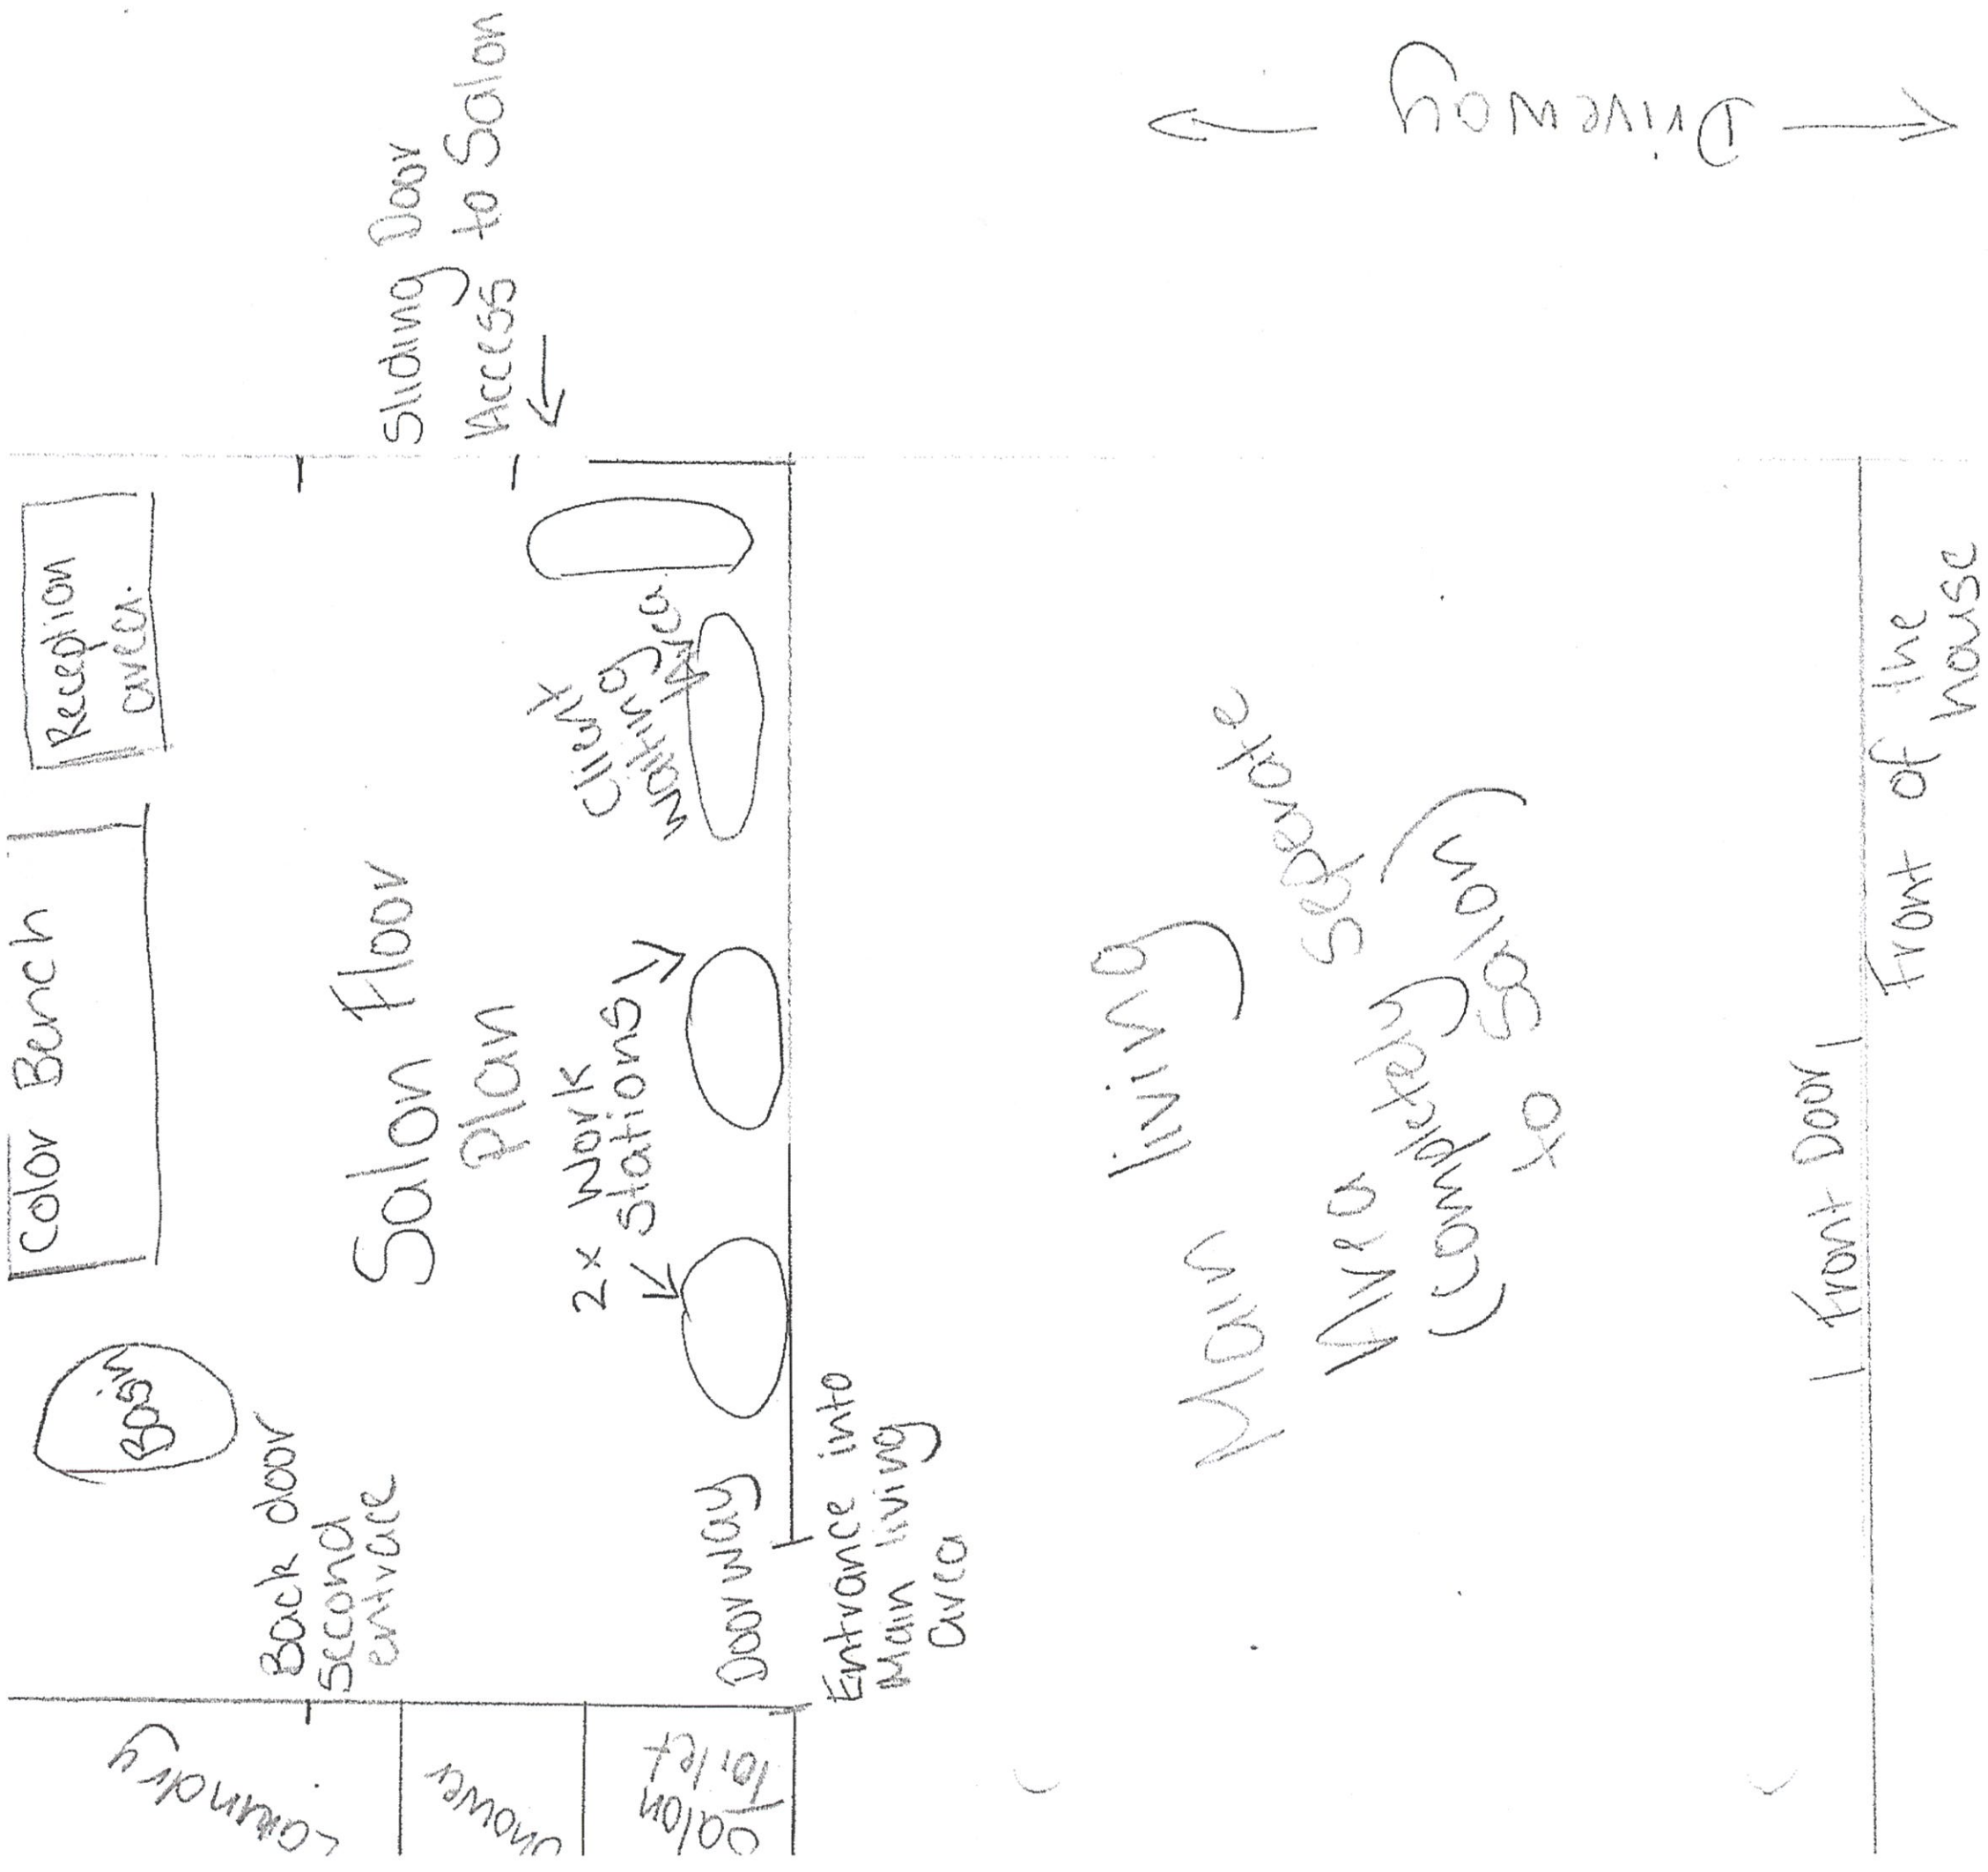 Laundry
shower
Salon
Toilet
Back door
second
entrace
Doorway
Entrance into
Main living
area
Basin
Color Bench
Reception
area.
Salon Floor
Plan
2x Work
Stations
Client
Waiting
Area
Sliding Door
Access to Salon
Main living
Area seperate
(completely
to salon)
Front Door
Front of the
house
Driveway